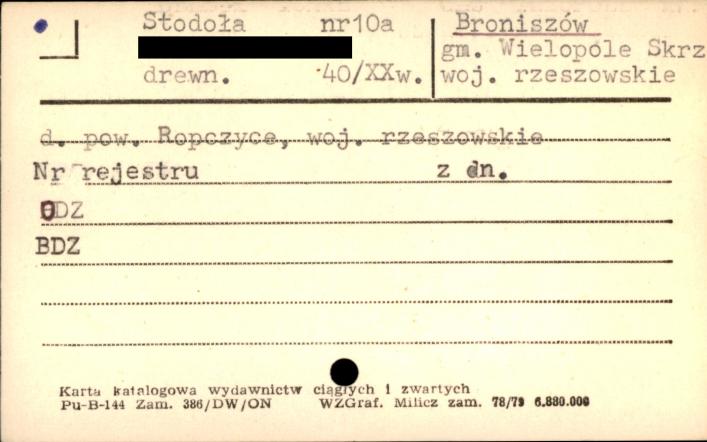 Stodoła nr10a Broniszów
gm. Wielopole Skrz
drewn. 40/XXw. woj. rzeszowskie
d. pow. Ropczyce, woj. rzeszowskie
Nr rejestru z dn.
ODZ
BDZ
Karta katalogowa wydawnictw ciągłych i zwartych
Pu-B-144 Zam. 386/DW/ON WZGraf. Milicz zam. 78/79 6.880.000